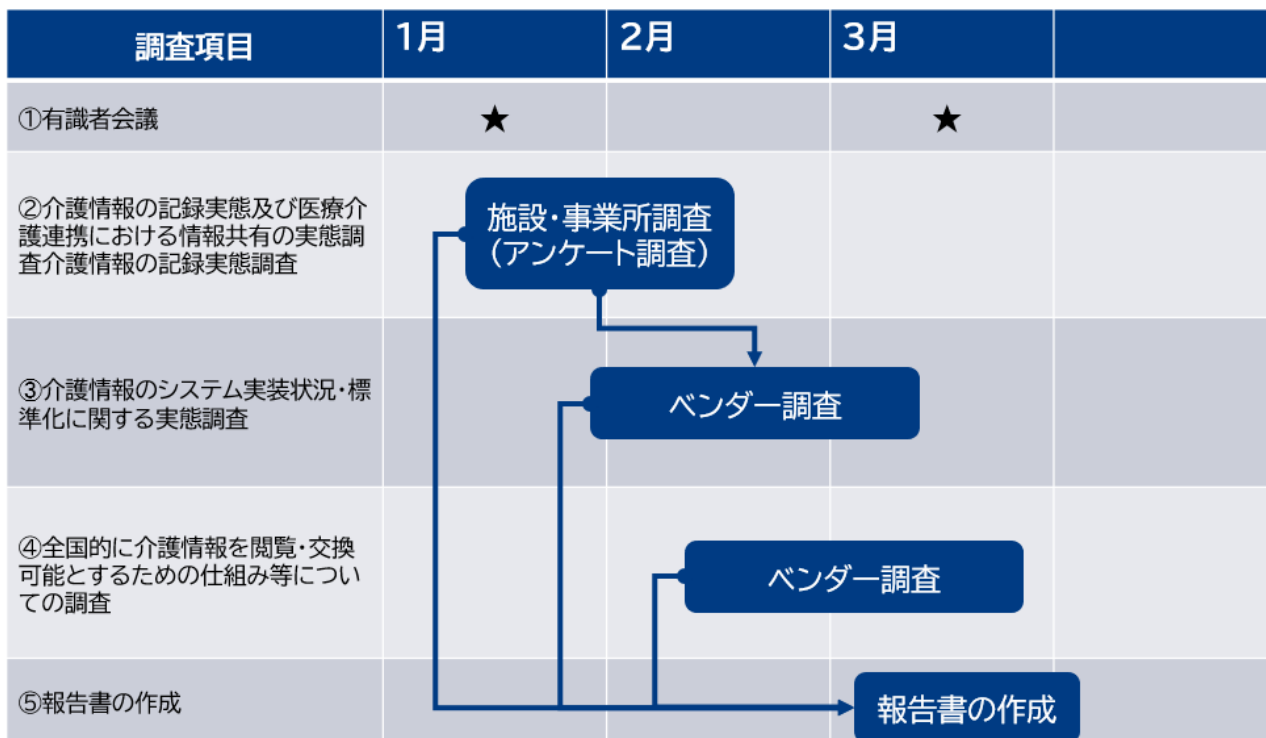 調査項目
1月
2月
3月
①有識者会議
★
★
②介護情報の記録実態及び医療介
護連携における情報共有の実態調
査介護情報の記録実態調査
施設・事業所調査
(アンケート調査)
③介護情報のシステム実装状況・標
準化に関する実態調査
ベンダー調査
④全国的に介護情報を閲覧・交換
可能とするための仕組み等につい
ての調査
ベンダー調査
⑤報告書の作成
報告書の作成